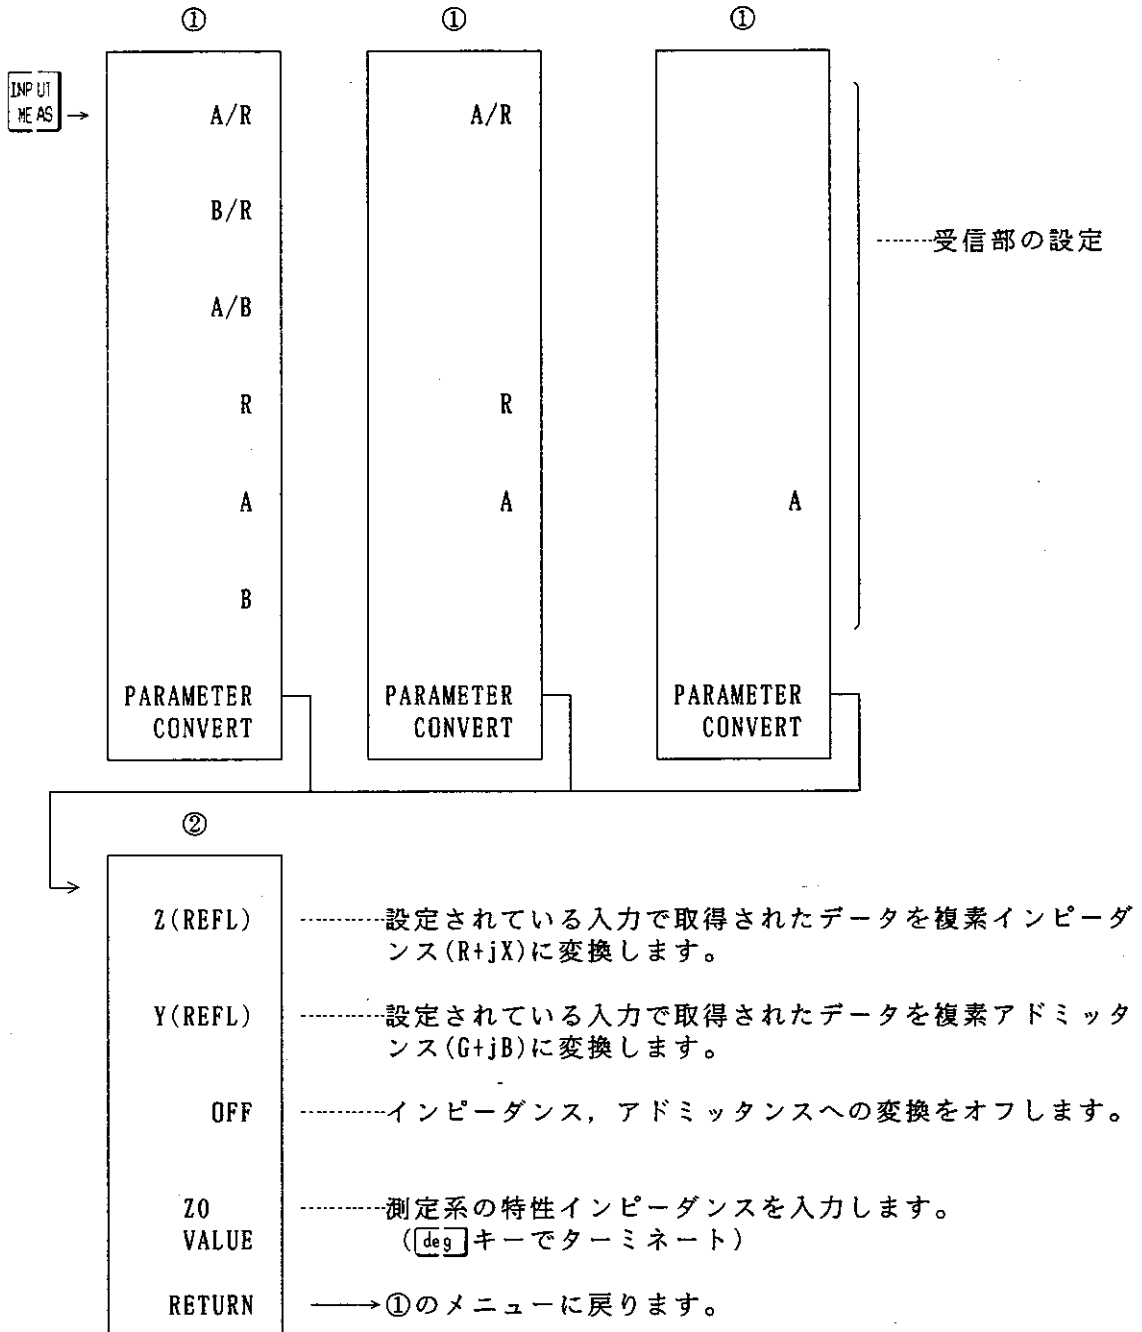 ① ① ①
INPUT
MEAS →
A/R A/R
B/R
A/B
R R
A A A
B
PARAMETER PARAMETER PARAMETER
CONVERT CONVERT CONVERT
………受信部の設定
②
Z(REFL) ………設定されている入力で取得されたデータを複素インピーダ
ンス(R+jX)に変換します。
Y(REFL) ………設定されている入力で取得されたデータを複素アドミッタ
ンス(G+jB)に変換します。
OFF ………インピーダンス,アドミッタンスへの変換をオフします。
Z0 ………測定系の特性インピーダンスを入力します。
VALUE (degキーでターミネート)
RETURN →①のメニューに戻ります。